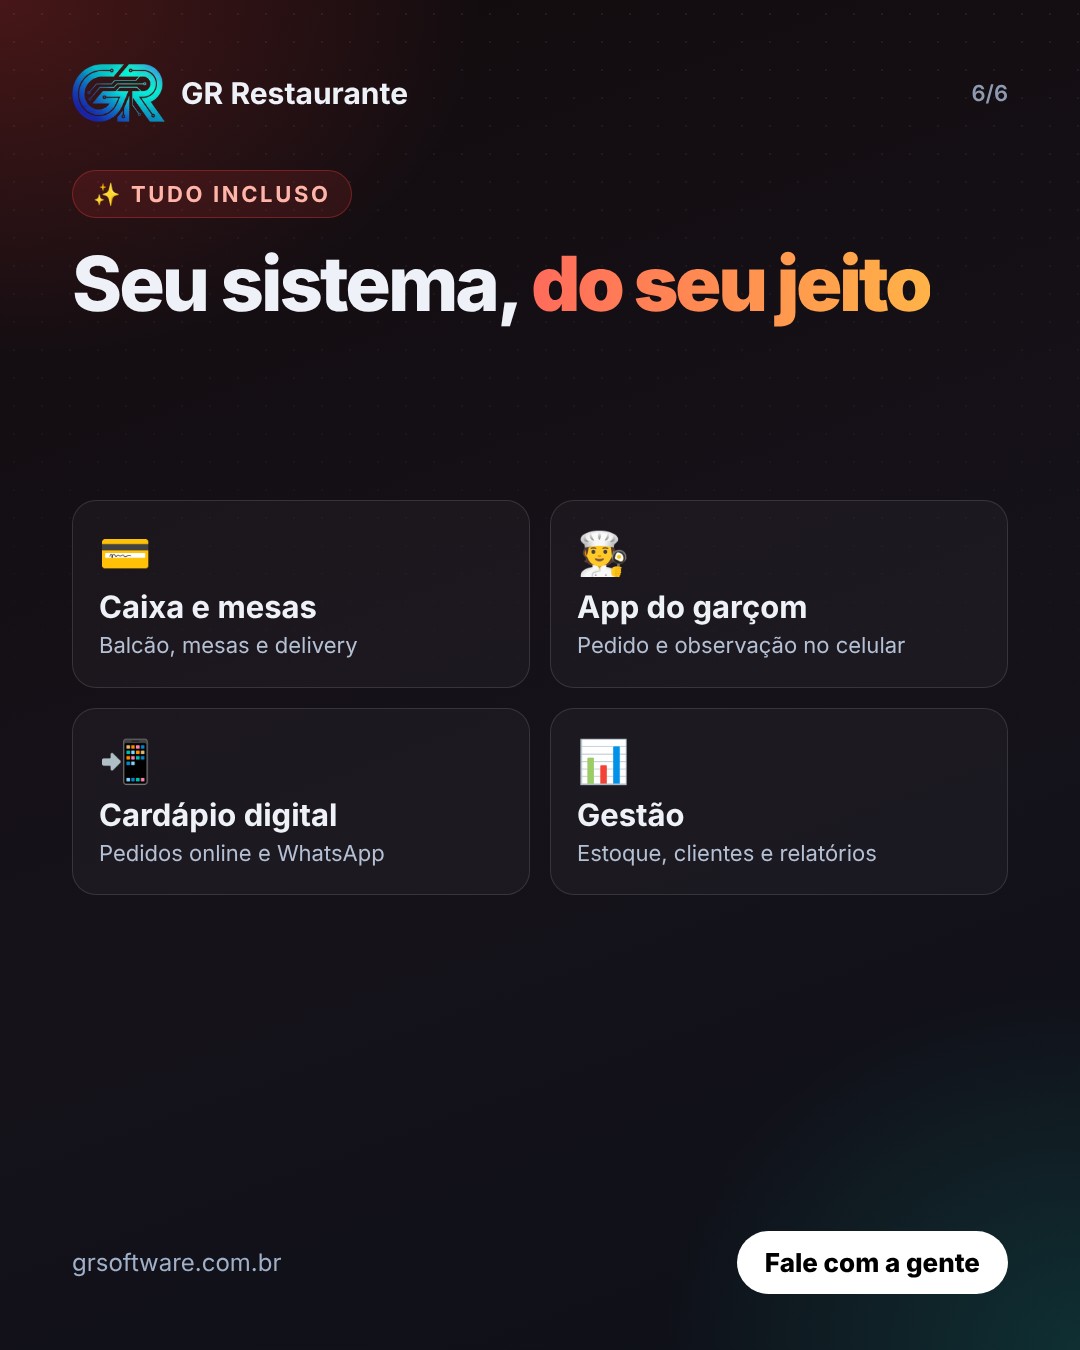 GR GR Restaurante
6/6
✨ TUDO INCLUSO
Seu sistema, do seu jeito
Caixa e mesas
Balcão, mesas e delivery
App do garçom
Pedido e observação no celular
Cardápio digital
Pedidos online e WhatsApp
Gestão
Estoque, clientes e relatórios
grsoftware.com.br
Fale com a gente